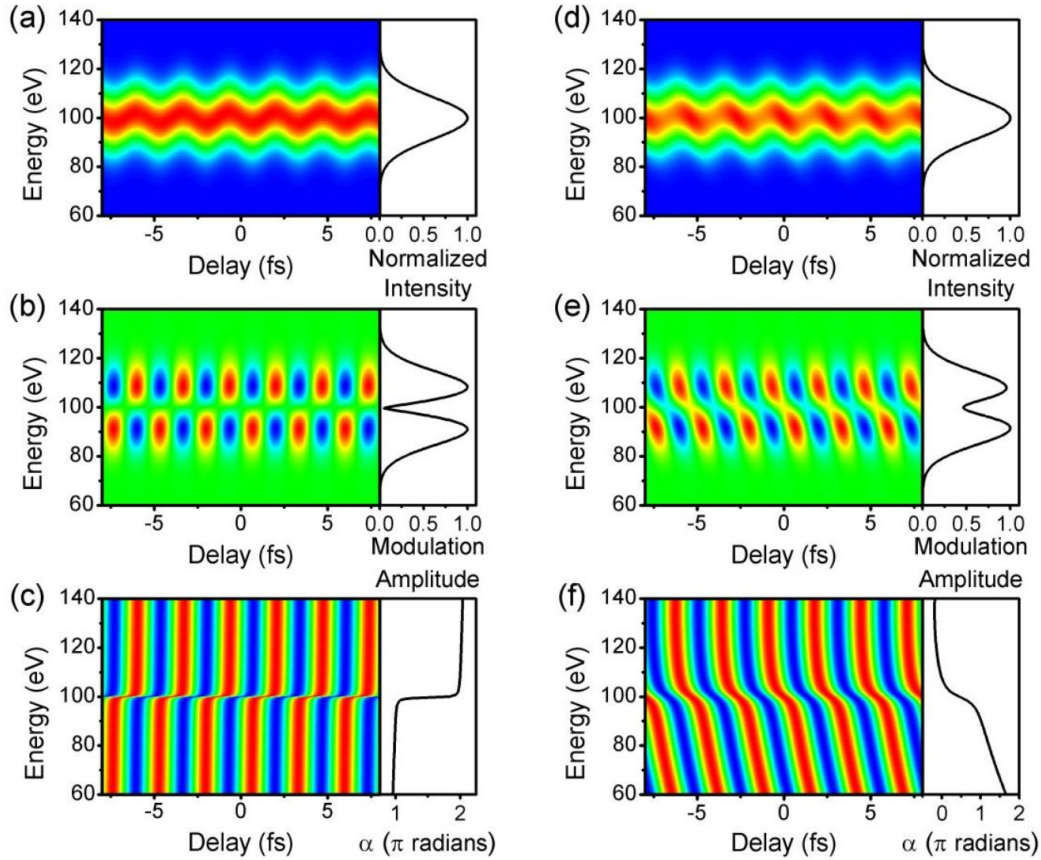 (a)
140
120
100
80
60
Energy (eV)
-5 0 5 0.0 0.5 1.0
Delay (fs) Normalized
Intensity
(d)
140
120
100
80
60
Energy (eV)
-5 0 5 0.0 0.5 1.0
Delay (fs) Normalized
Intensity
(b)
140
120
100
80
60
Energy (eV)
-5 0 5 0.0 0.5 1.0
Delay (fs) Modulation
Amplitude
(e)
140
120
100
80
60
Energy (eV)
-5 0 5 0.0 0.5 1.0
Delay (fs) Modulation
Amplitude
(c)
140
120
100
80
60
Energy (eV)
-5 0 5 1 2
Delay (fs) α (π radians)
(f)
140
120
100
80
60
Energy (eV)
-5 0 5 0 1 2
Delay (fs) α (π radians)